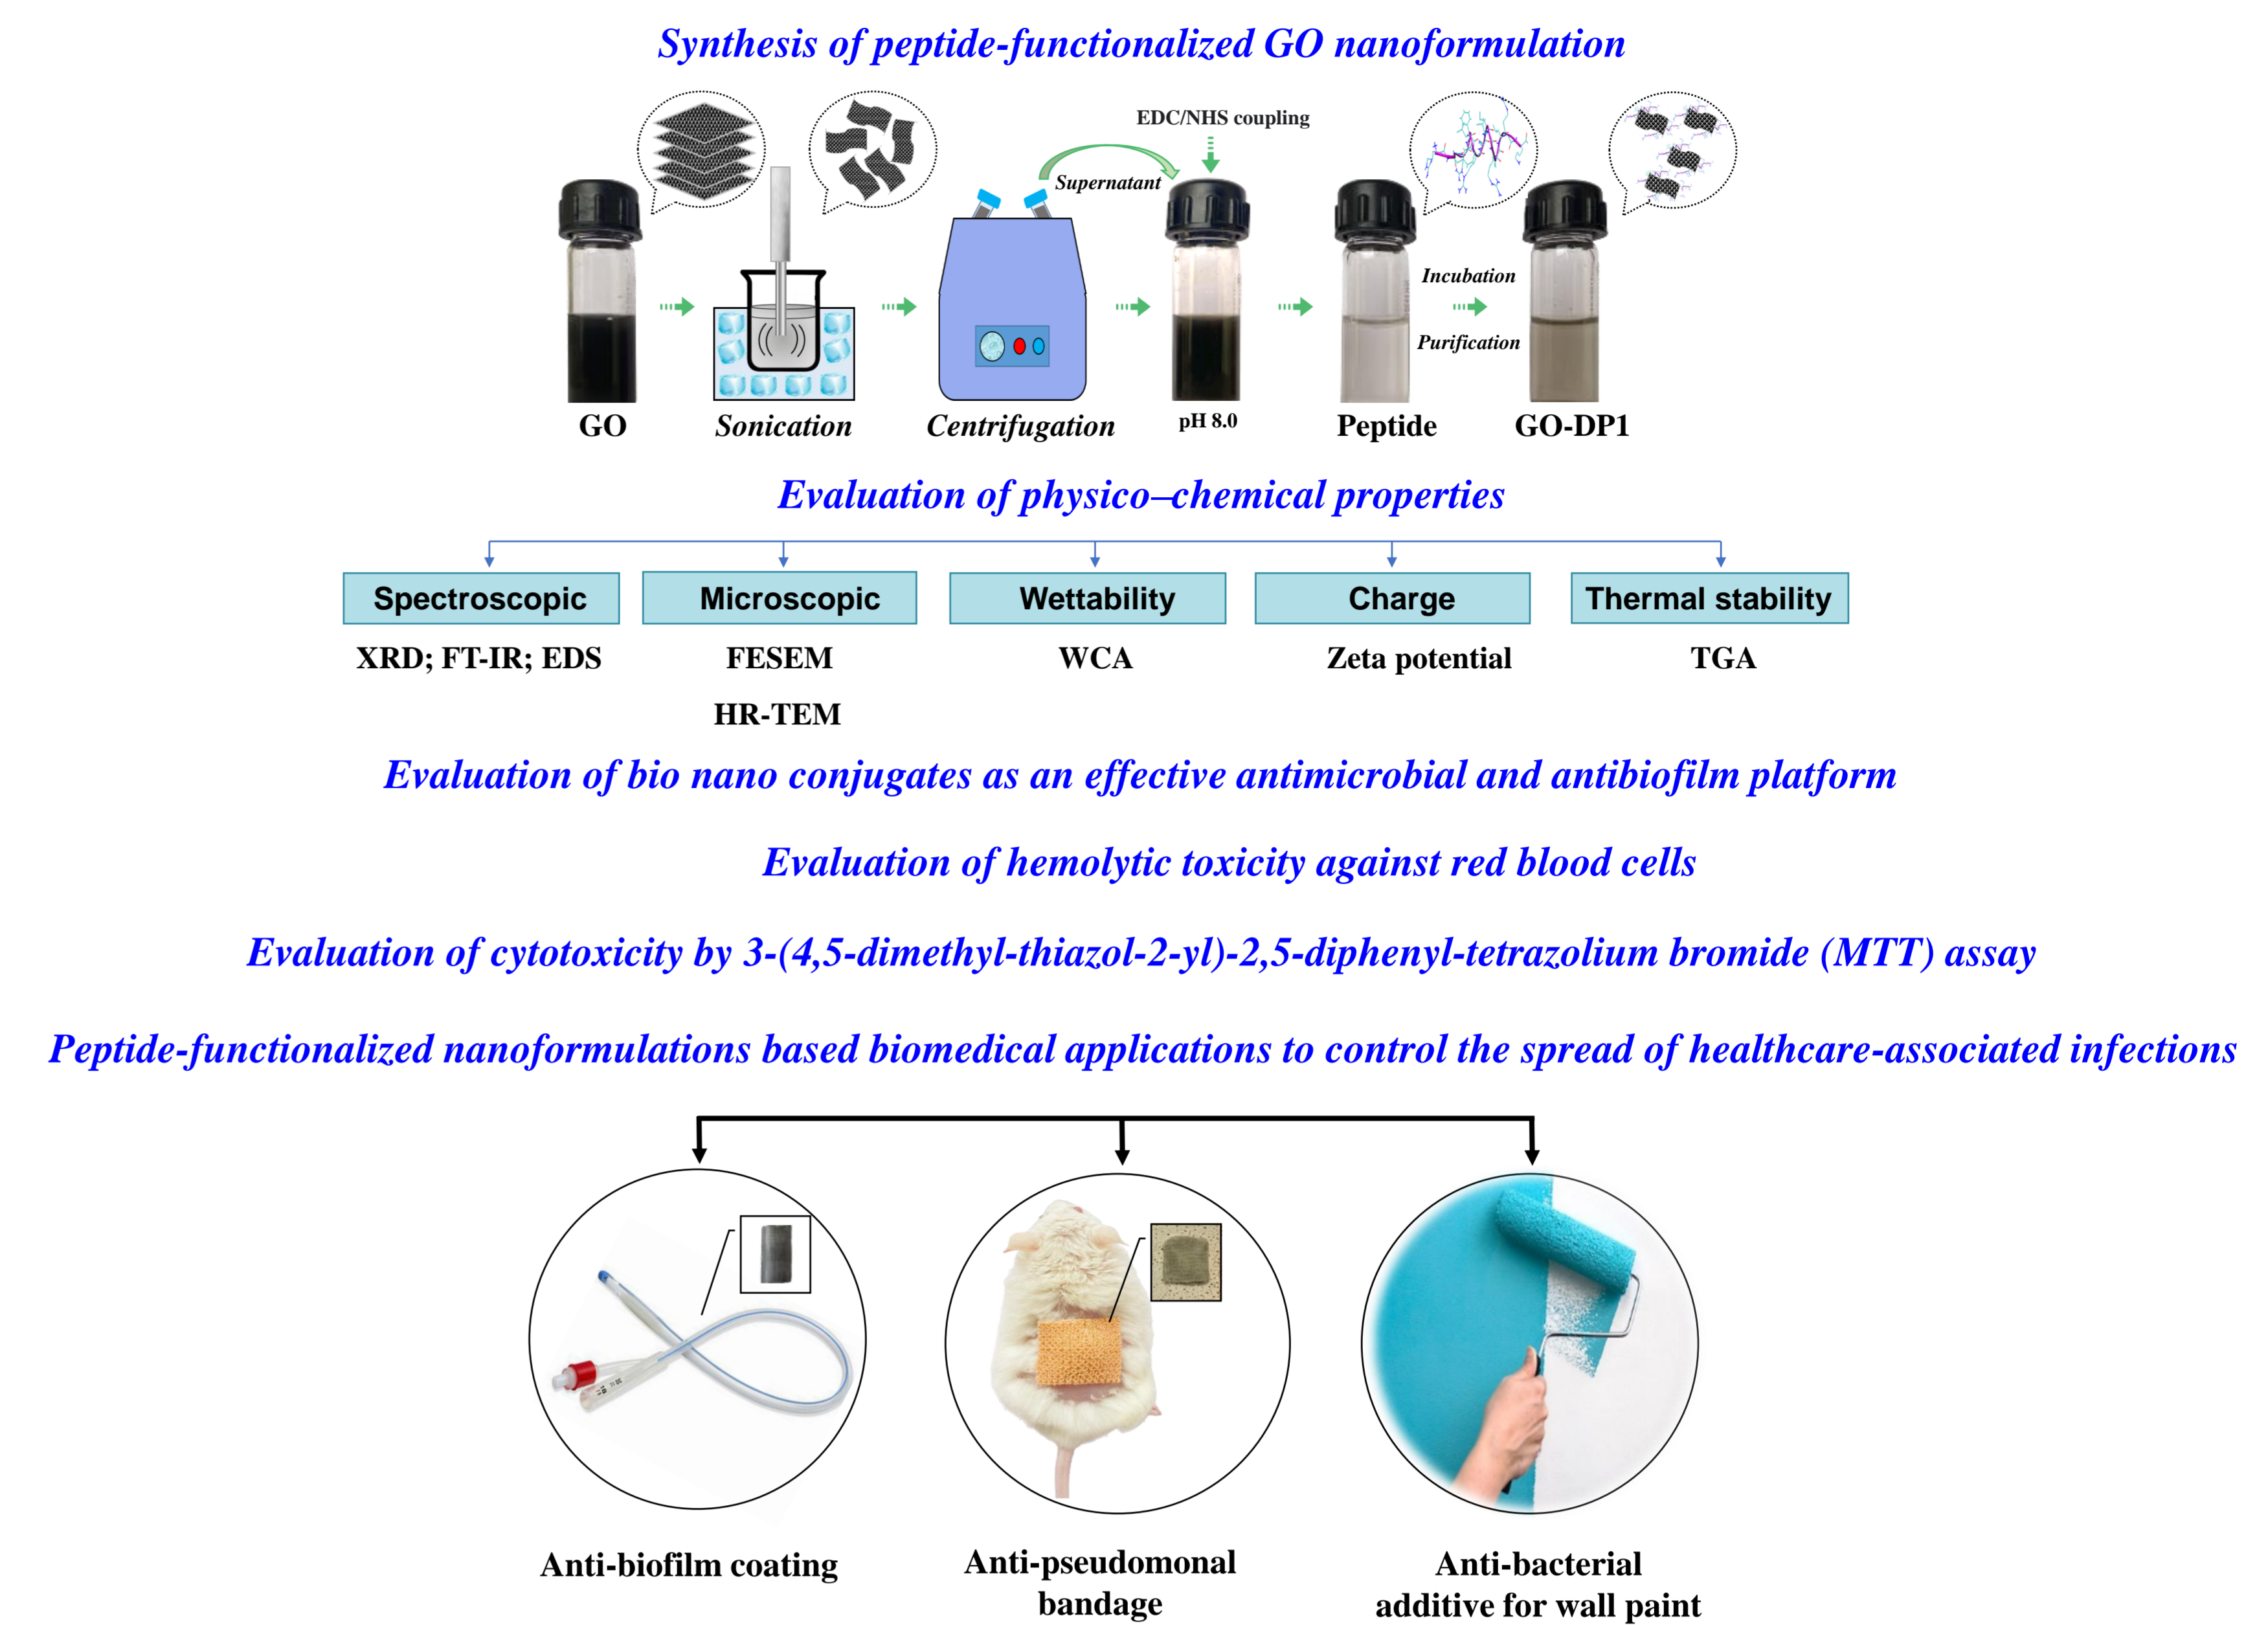 Synthesis of peptide-functionalized GO nanoformulation
EDC/NHS coupling
Supernatant
Incubation
Purification
GO
Sonication
Centrifugation
pH 8.0
Peptide
GO-DP1
Evaluation of physico–chemical properties
Spectroscopic
Microscopic
Wettability
Charge
Thermal stability
XRD; FT-IR; EDS
FESEM
WCA
Zeta potential
TGA
HR-TEM
Evaluation of bio nano conjugates as an effective antimicrobial and antibiofilm platform
Evaluation of hemolytic toxicity against red blood cells
Evaluation of cytotoxicity by 3-(4,5-dimethyl-thiazol-2-yl)-2,5-diphenyl-tetrazolium bromide (MTT) assay
Peptide-functionalized nanoformulations based biomedical applications to control the spread of healthcare-associated infections
Anti-biofilm coating
Anti-pseudomonal
bandage
Anti-bacterial
additive for wall paint